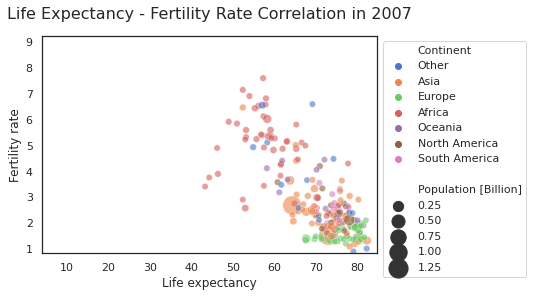 Life Expectancy - Fertility Rate Correlation in 2007
9
8
7
6
5
4
3
2
1
Fertility rate
10 20 30 40 50 60 70 80
Life expectancy
Continent
Other
Asia
Europe
Africa
Oceania
North America
South America
Population [Billion]
0.25
0.50
0.75
1.00
1.25